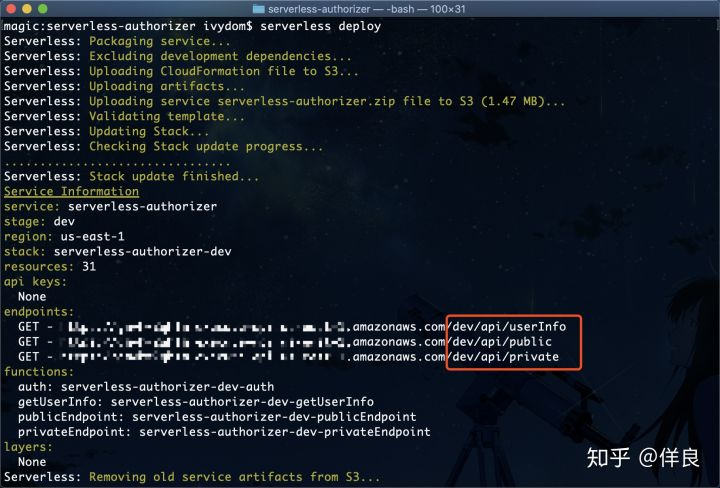 serverless-authorizer — -bash — 100×31
magic:serverless-authorizer ivydom$ serverless deploy
Serverless: Packaging service...
Serverless: Excluding development dependencies...
Serverless: Uploading CloudFormation file to S3...
Serverless: Uploading artifacts...
Serverless: Uploading service serverless-authorizer.zip file to S3 (1.47 MB)...
Serverless: Validating template...
Serverless: Updating Stack...
Serverless: Checking Stack update progress...
...............................
Serverless: Stack update finished...
Service Information
service: serverless-authorizer
stage: dev
region: us-east-1
stack: serverless-authorizer-dev
resources: 31
api keys:
None
endpoints:
GET - .amazonaws.com/dev/api/userInfo
GET - .amazonaws.com/dev/api/public
GET - .amazonaws.com/dev/api/private
functions:
auth: serverless-authorizer-dev-auth
getUserInfo: serverless-authorizer-dev-getUserInfo
publicEndpoint: serverless-authorizer-dev-publicEndpoint
privateEndpoint: serverless-authorizer-dev-privateEndpoint
layers:
None
Serverless: Removing old service artifacts from S3...
知乎 @佯良